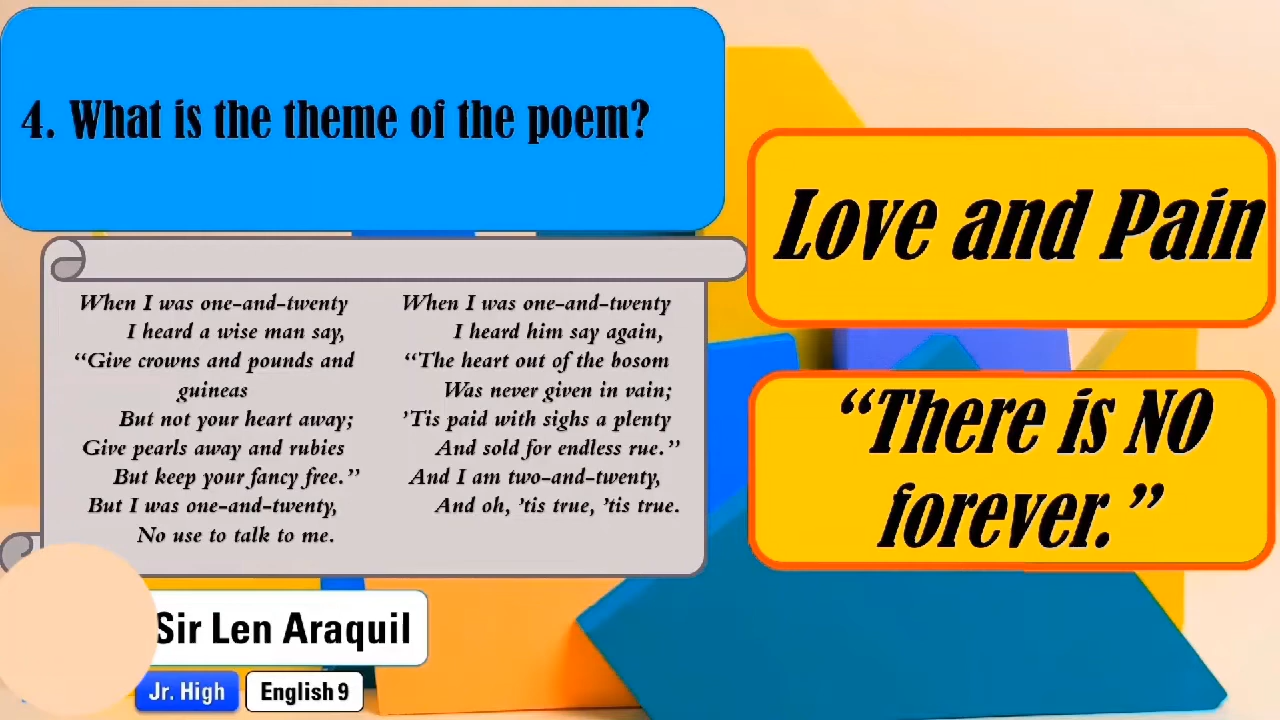 4. What is the theme of the poem?
Love and Pain
"There is NO
forever."
When I was one-and-twenty
I heard a wise man say,
“Give crowns and pounds and
guineas
But not your heart away;
Give pearls away and rubies
But keep your fancy free.”
But I was one-and-twenty,
No use to talk to me.
When I was one-and-twenty
I heard him say again,
“The heart out of the bosom
Was never given in vain;
’Tis paid with sighs a plenty
And sold for endless rue.”
And I am two-and-twenty,
And oh, ’tis true, ’tis true.
Sir Len Araquil
Jr. High
English 9